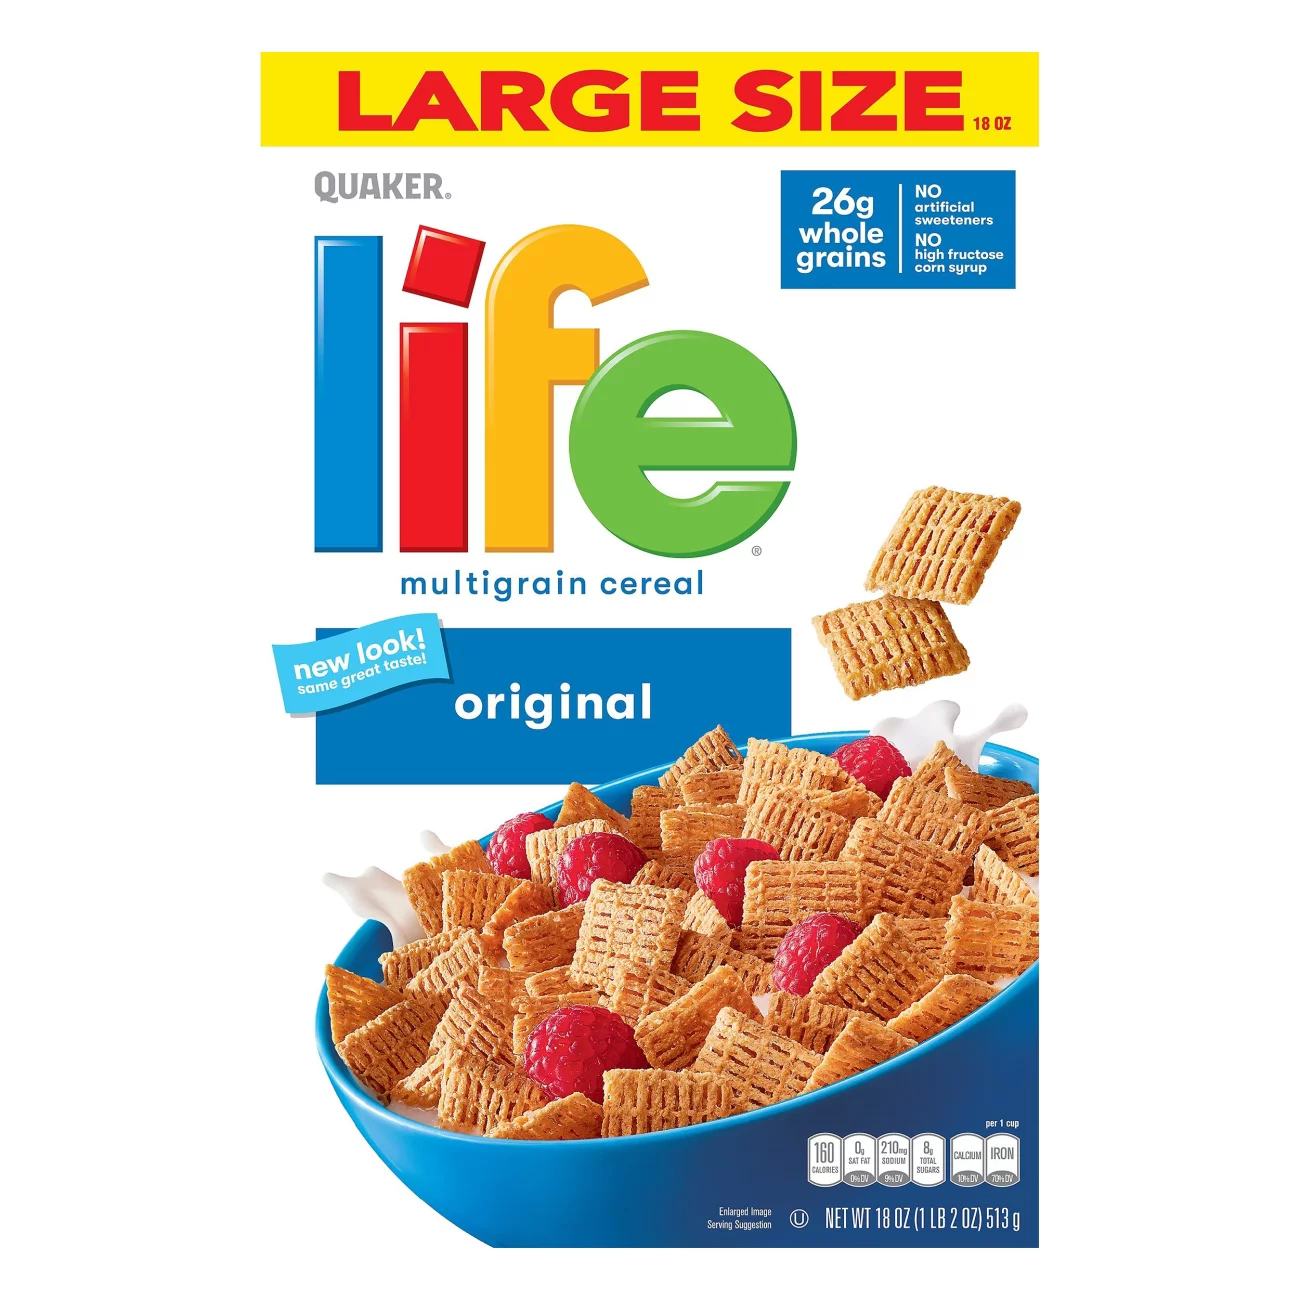 LARGE SIZE 18 OZ
QUAKER®
26g
whole
grains
NO
artificial
sweeteners
NO
high fructose
corn syrup
life®
multigrain cereal
new look!
same great taste!
original
per 1 cup
160
CALORIES
0g
SAT FAT
0% DV
210mg
SODIUM
9% DV
8g
TOTAL
SUGARS
CALCIUM
10% DV
IRON
70% DV
Enlarged Image
Serving Suggestion
U
NET WT 18 OZ (1 LB 2 OZ) 513 g